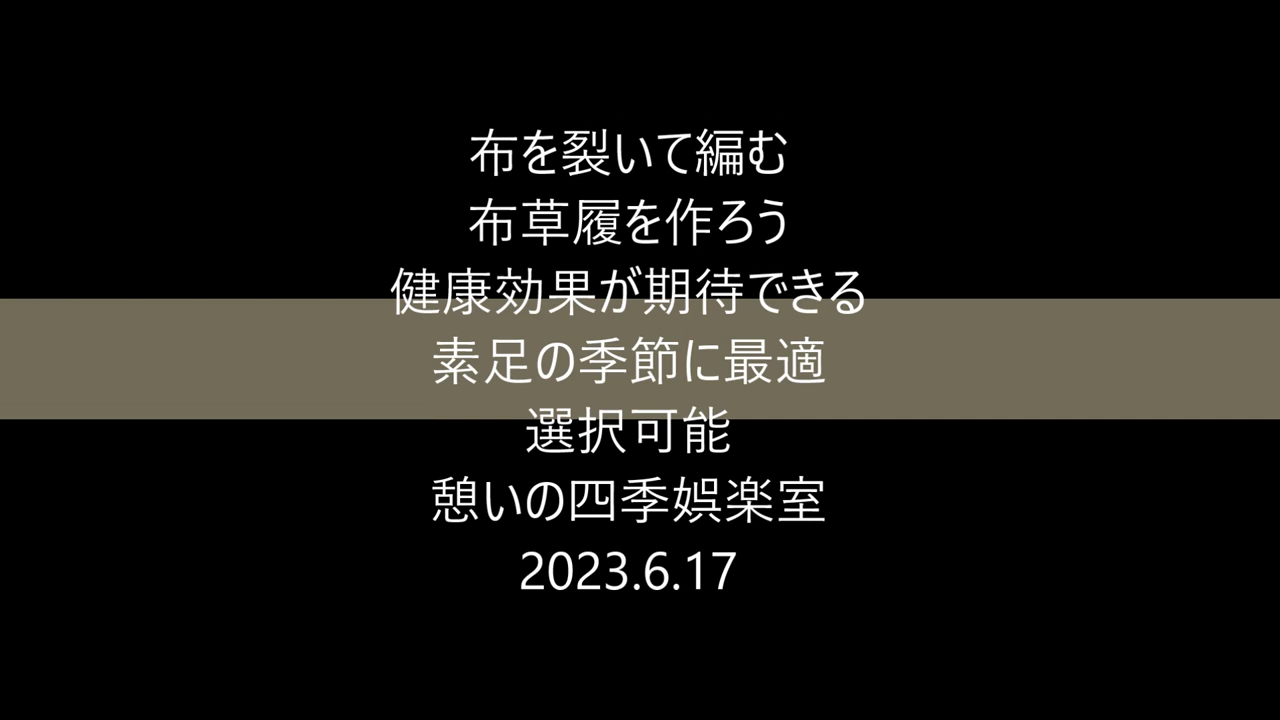 布を裂いて編む
布草履を作ろう
健康効果が期待できる
素足の季節に最適
選択可能
憩いの四季娯楽室
2023.6.17